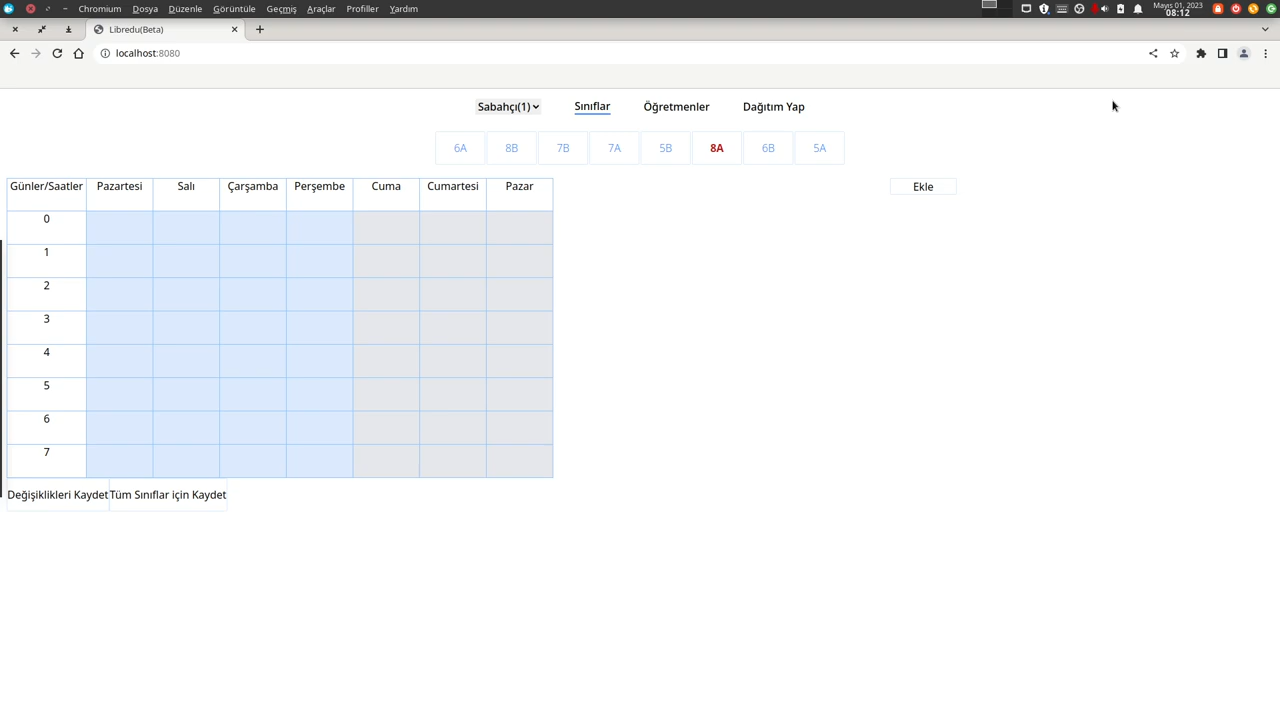 Chromium Dosya Düzenle Görüntüle Geçmiş Araçlar Profiller Yardım
Mayıs 01, 2023
08:12
Libredu(Beta)
localhost:8080
Sabahçı(1) Sınıflar Öğretmenler Dağıtım Yap
6A 8B 7B 7A 5B 8A 6B 5A
Günler/Saatler Pazartesi Salı Çarşamba Perşembe Cuma Cumartesi Pazar
Ekle
0
1
2
3
4
5
6
7
Değişiklikleri Kaydet Tüm Sınıflar için Kaydet